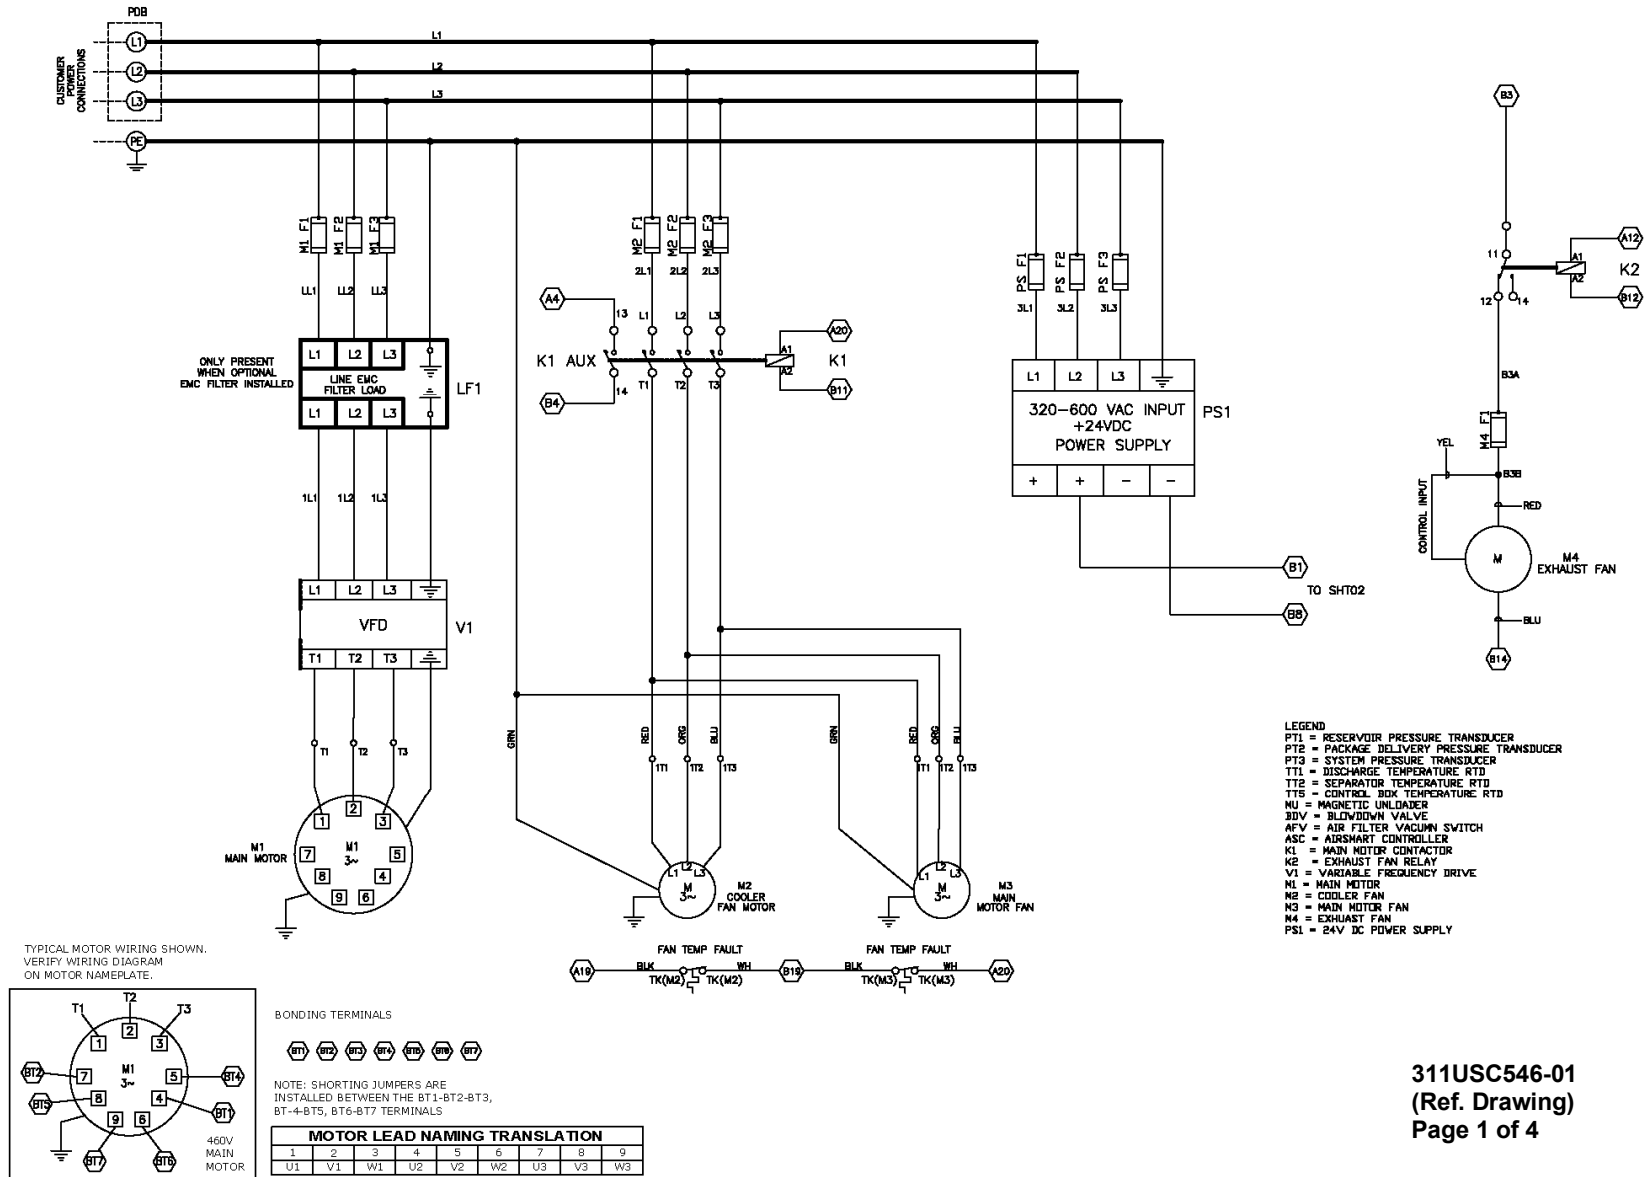 PDB
CUSTOMER
POWER
CONNECTIONS
L1
L2
L3
PE
L1
L2
L3
M1 F1
M1 F2
M1 F3
LL1
LL2
LL3
ONLY PRESENT
WHEN OPTIONAL
EMC FILTER INSTALLED
L1 L2 L3
LINE EMC
FILTER LOAD
L1 L2 L3
LF1
1L1
1L2
1L3
L1 L2 L3
VFD
V1
T1 T2 T3
T1
T2
T3
M1
MAIN MOTOR
1
2
3
7
M1
3~
5
8
4
9
6
M2 F1
M2 F2
M2 F3
2L1
2L2
2L3
A4
13
L1
L2
L3
K1 AUX
A1
A2
K1
A20
B11
B4
14
T1
T2
T3
GRN
RED
ORG
BLU
1T1
1T2
1T3
GRN
RED
ORG
BLU
1T1
1T2
1T3
L1
L2
L3
M
3~
M2
COOLER
FAN MOTOR
L1
L2
L3
M
3~
M3
MAIN
MOTOR FAN
FAN TEMP FAULT
A19
BLK
WH
TK(M2)
TK(M2)
B19
FAN TEMP FAULT
BLK
WH
TK(M3)
TK(M3)
A20
PS F1
PS F2
PS F3
3L1
3L2
3L3
L1 L2 L3
320-600 VAC INPUT
+24VDC
POWER SUPPLY
PS1
+ + - -
B1
TO SHT02
B8
B3
11
A1
A2
K2
A12
B12
12
14
B3A
M4 F1
YEL
B3B
CONTROL INPUT
RED
M
M4
EXHAUST FAN
BLU
B14
LEGEND
PT1 = RESERVOIR PRESSURE TRANSDUCER
PT2 = PACKAGE DELIVERY PRESSURE TRANSDUCER
PT3 = SYSTEM PRESSURE TRANSDUCER
TT1 = DISCHARGE TEMPERATURE RTD
TT2 = SEPARATOR TEMPERATURE RTD
TT5 = CONTROL BOX TEMPERATURE RTD
MU = MAGNETIC UNLOADER
BDV = BLOWDOWN VALVE
AFV = AIR FILTER VACUMN SWITCH
ASC = AIRSMART CONTROLLER
K1 = MAIN MOTOR CONTACTOR
K2 = EXHAUST FAN RELAY
V1 = VARIABLE FREQUENCY DRIVE
M1 = MAIN MOTOR
M2 = COOLER FAN
M3 = MAIN MOTOR FAN
M4 = EXHUAST FAN
PS1 = 24V DC POWER SUPPLY
TYPICAL MOTOR WIRING SHOWN.
VERIFY WIRING DIAGRAM
ON MOTOR NAMEPLATE.
T1
T2
T3
1
2
3
BT2
7
M1
3~
5
BT4
BT5
8
4
BT1
9
6
BT7
BT6
460V
MAIN
MOTOR
BONDING TERMINALS
BT1 BT2 BT3 BT4 BT5 BT6 BT7
NOTE: SHORTING JUMPERS ARE
INSTALLED BETWEEN THE BT1-BT2-BT3,
BT-4-BT5, BT6-BT7 TERMINALS
MOTOR LEAD NAMING TRANSLATION
1 2 3 4 5 6 7 8 9
U1 V1 W1 U2 V2 W2 U3 V3 W3
311USC546-01
(Ref. Drawing)
Page 1 of 4